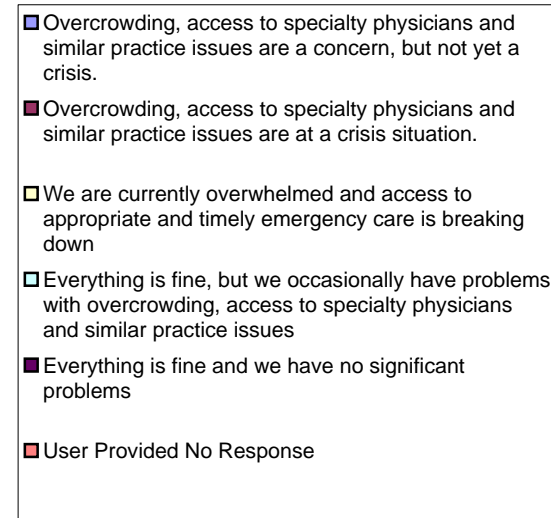 Overcrowding, access to specialty physicians and
similar practice issues are a concern, but not yet a
crisis.
Overcrowding, access to specialty physicians and
similar practice issues are at a crisis situation.
We are currently overwhelmed and access to
appropriate and timely emergency care is breaking
down
Everything is fine, but we occasionally have problems
with overcrowding, access to specialty physicians
and similar practice issues
Everything is fine and we have no significant
problems
User Provided No Response